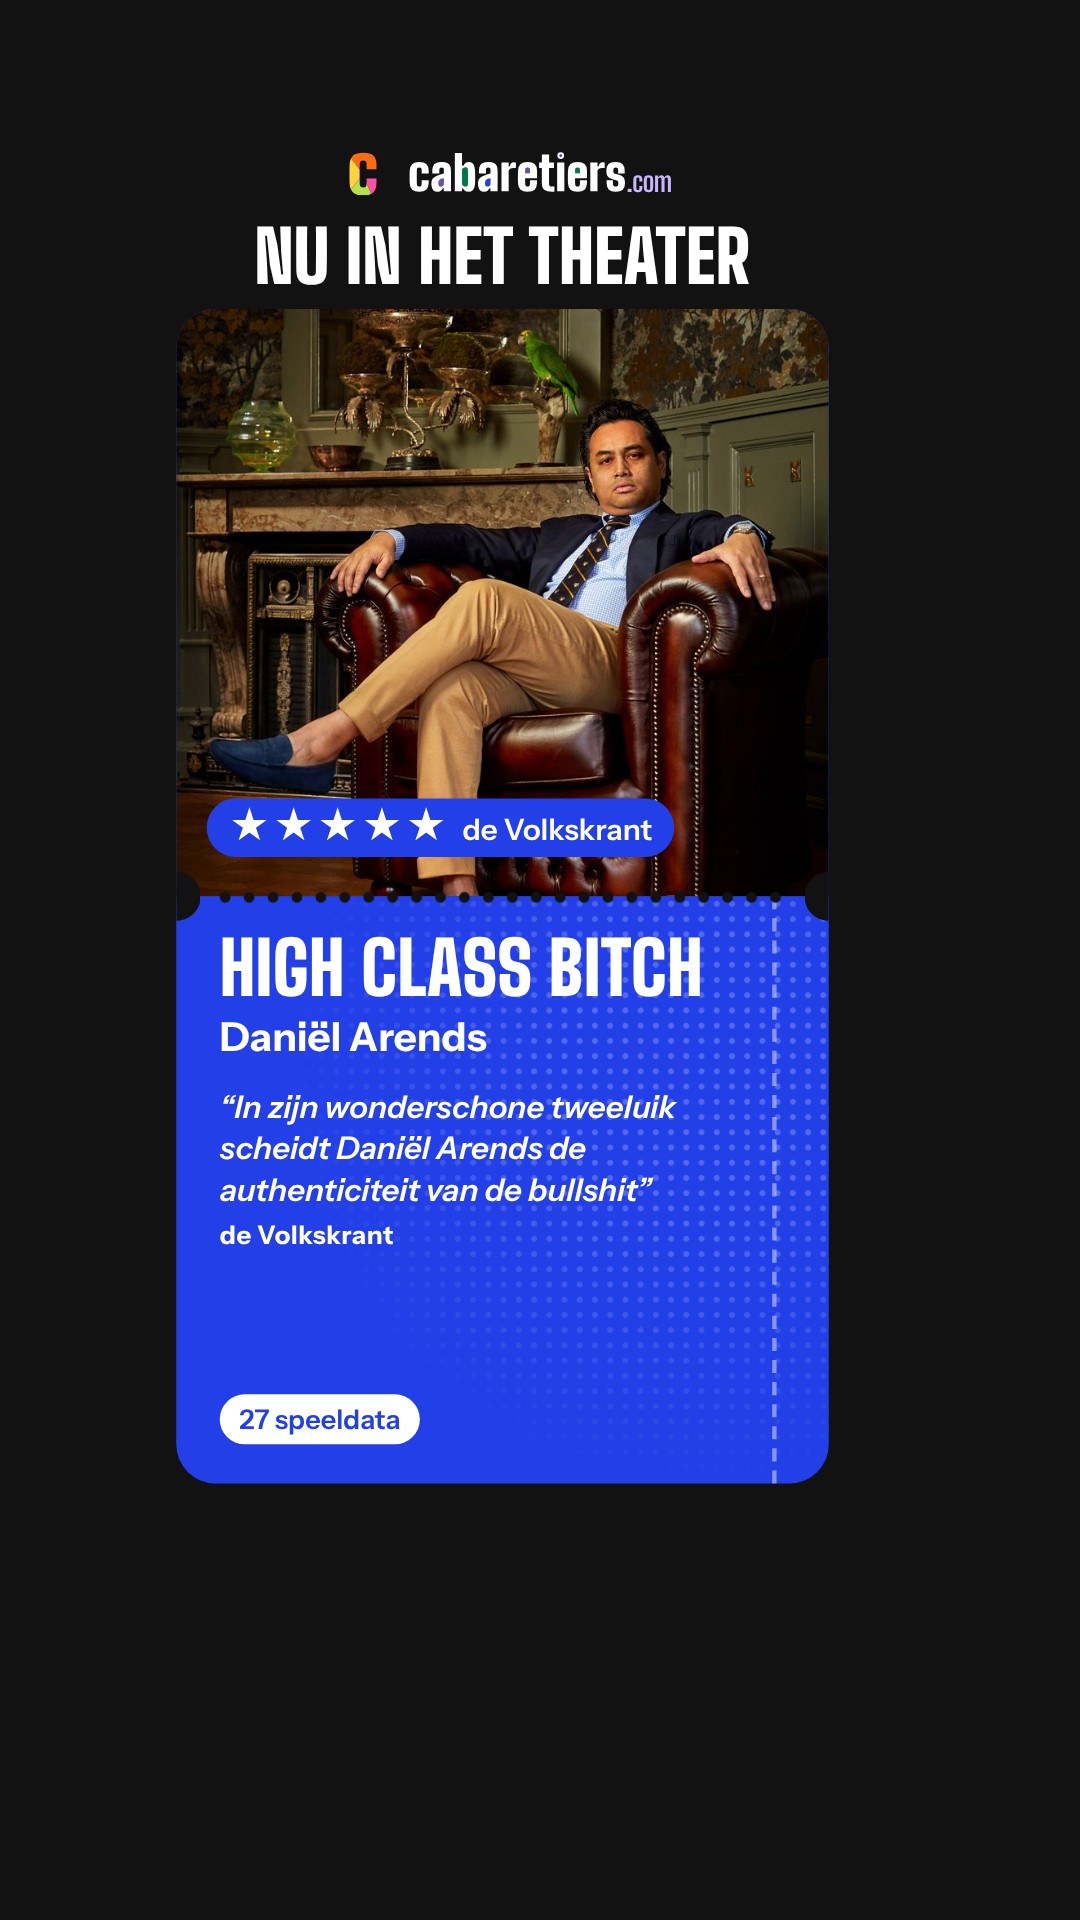 C cabaretiers.com
NU IN HET THEATER
★★★★★ de Volkskrant
HIGH CLASS BITCH
Daniël Arends
“In zijn wonderschone tweeluik
scheidt Daniël Arends de
authenticiteit van de bullshit”
de Volkskrant
27 speeldata